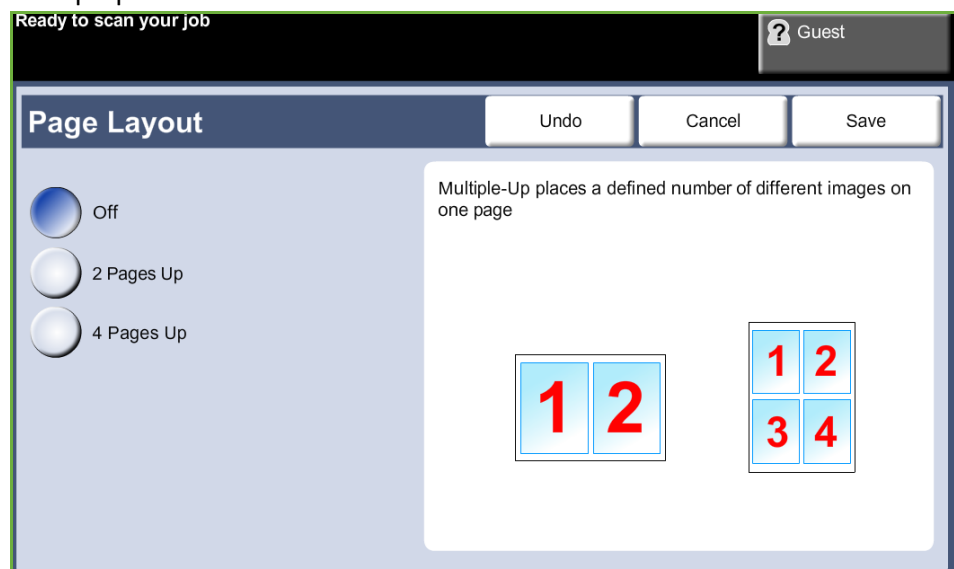 Ready to scan your job
? Guest
Page Layout
Undo
Cancel
Save
Off
2 Pages Up
4 Pages Up
Multiple-Up places a defined number of different images on
one page
1 2
1 2
3 4